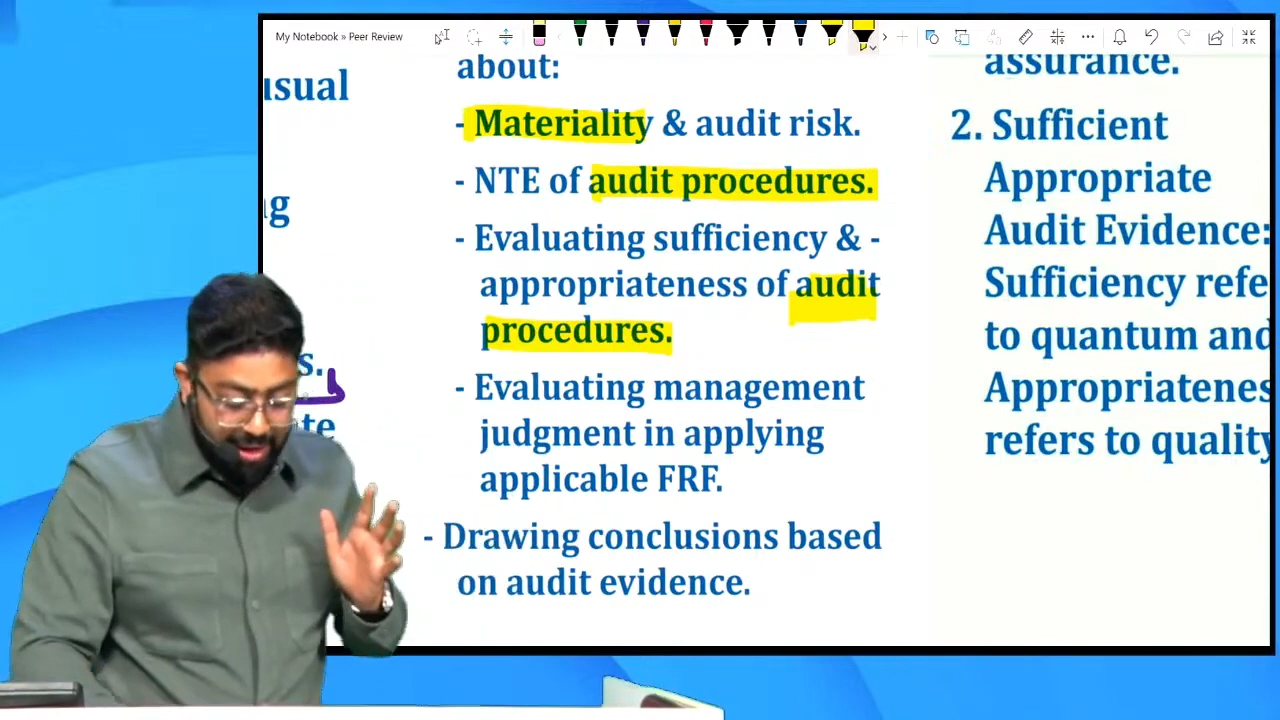 My Notebook » Peer Review
about:
- Materiality & audit risk.
- NTE of audit procedures.
- Evaluating sufficiency & -
appropriateness of audit
procedures.
- Evaluating management
judgment in applying
applicable FRF.
- Drawing conclusions based
on audit evidence.
assurance.
2. Sufficient
Appropriate
Audit Evidence:
Sufficiency refe
to quantum and
Appropriatenes
refers to quality